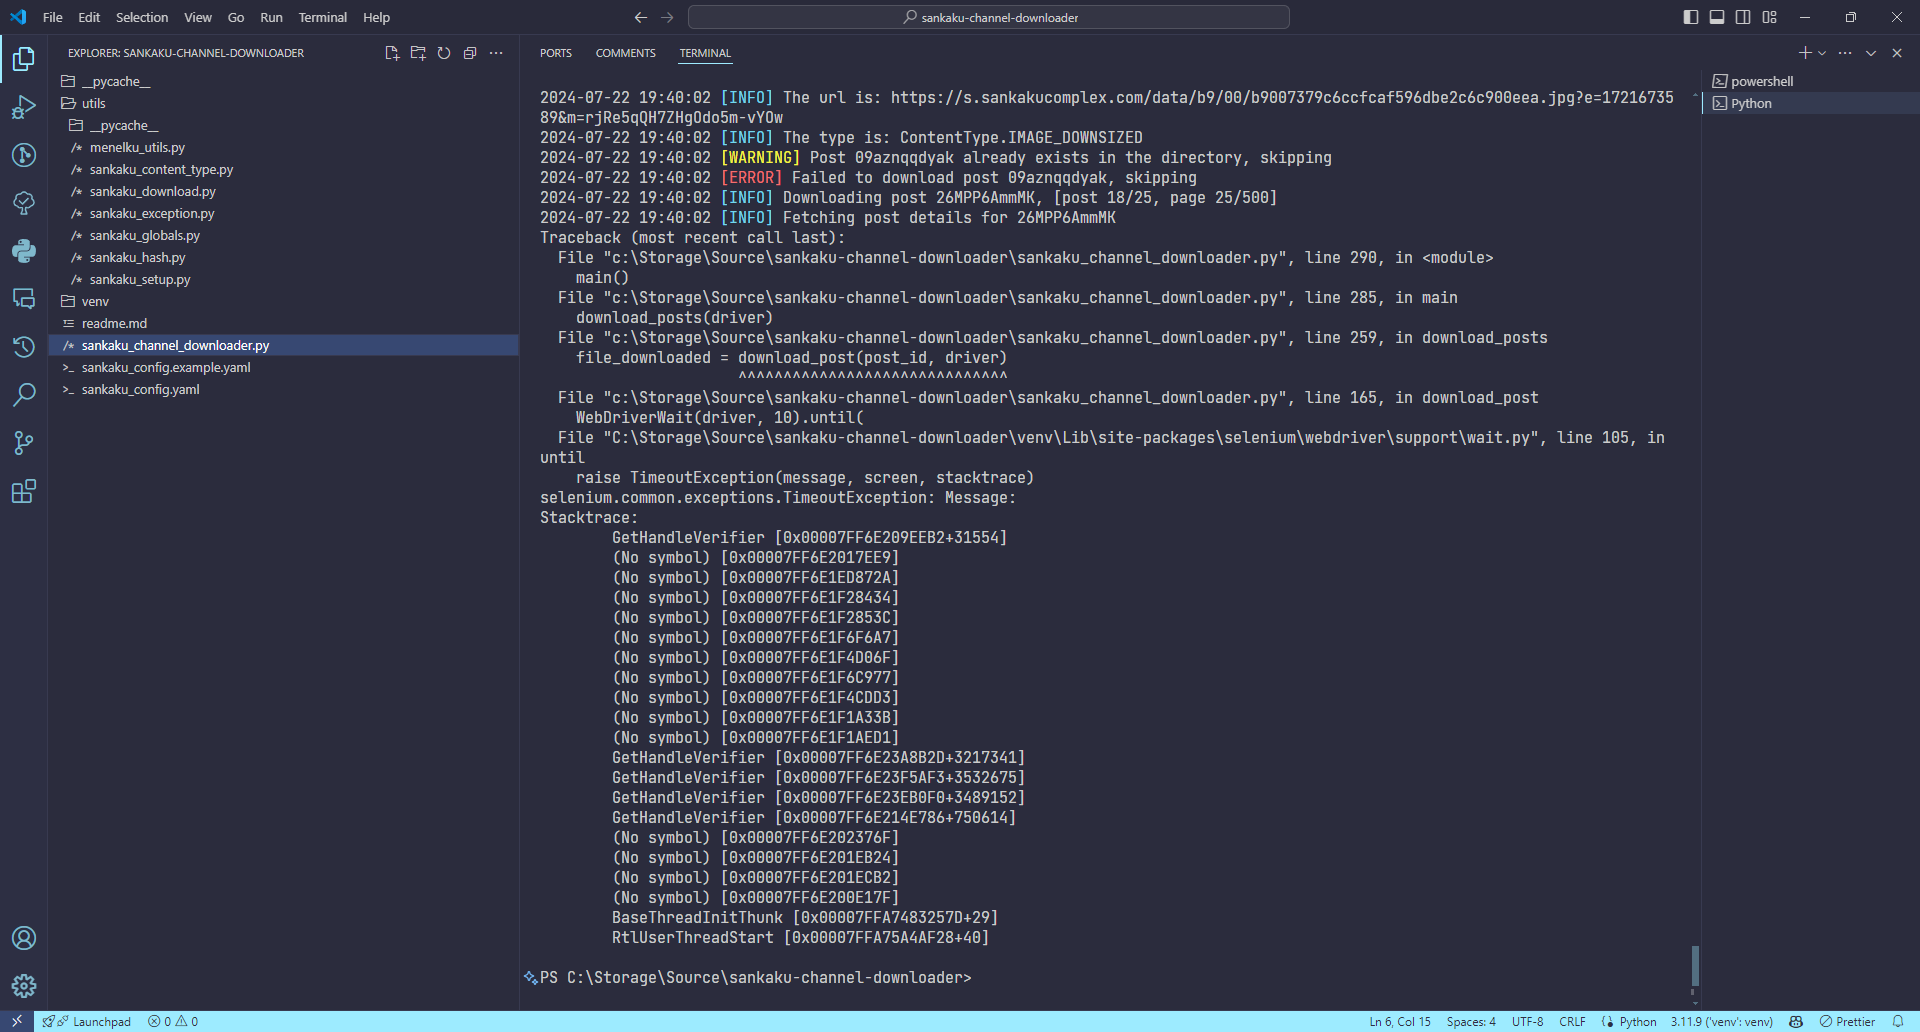 File Edit Selection View Go Run Terminal Help
sankaku-channel-downloader
EXPLORER: SANKAKU-CHANNEL-DOWNLOADER
__pycache__
utils
__pycache__
menelku_utils.py
sankaku_content_type.py
sankaku_download.py
sankaku_exception.py
sankaku_globals.py
sankaku_hash.py
sankaku_setup.py
venv
readme.md
sankaku_channel_downloader.py
sankaku_config.example.yaml
sankaku_config.yaml
PORTS COMMENTS TERMINAL
2024-07-22 19:40:02 [INFO] The url is: https://s.sankakucomplex.com/data/b9/00/b9007379c6ccfcaf596dbe2c6c900eea.jpg?e=17216735
89&m=rjRe5qQH7ZHgOdo5m-vYOw
2024-07-22 19:40:02 [INFO] The type is: ContentType.IMAGE_DOWNSIZED
2024-07-22 19:40:02 [WARNING] Post 09aznqqdyak already exists in the directory, skipping
2024-07-22 19:40:02 [ERROR] Failed to download post 09aznqqdyak, skipping
2024-07-22 19:40:02 [INFO] Downloading post 26MPP6AmmMK, [post 18/25, page 25/500]
2024-07-22 19:40:02 [INFO] Fetching post details for 26MPP6AmmMK
Traceback (most recent call last):
File "c:\Storage\Source\sankaku-channel-downloader\sankaku_channel_downloader.py", line 290, in <module>
main()
File "c:\Storage\Source\sankaku-channel-downloader\sankaku_channel_downloader.py", line 285, in main
download_posts(driver)
File "c:\Storage\Source\sankaku-channel-downloader\sankaku_channel_downloader.py", line 259, in download_posts
file_downloaded = download_post(post_id, driver)
^^^^^^^^^^^^^^^^^^^^^^^^^^^^^^
File "c:\Storage\Source\sankaku-channel-downloader\sankaku_channel_downloader.py", line 165, in download_post
WebDriverWait(driver, 10).until(
File "C:\Storage\Source\sankaku-channel-downloader\venv\Lib\site-packages\selenium\webdriver\support\wait.py", line 105, in
until
raise TimeoutException(message, screen, stacktrace)
selenium.common.exceptions.TimeoutException: Message:
Stacktrace:
GetHandleVerifier [0x00007FF6E209EEB2+31554]
(No symbol) [0x00007FF6E2017EE9]
(No symbol) [0x00007FF6E1ED872A]
(No symbol) [0x00007FF6E1F28434]
(No symbol) [0x00007FF6E1F2853C]
(No symbol) [0x00007FF6E1F6F6A7]
(No symbol) [0x00007FF6E1F4D06F]
(No symbol) [0x00007FF6E1F6C977]
(No symbol) [0x00007FF6E1F4CDD3]
(No symbol) [0x00007FF6E1F1A33B]
(No symbol) [0x00007FF6E1F1AED1]
GetHandleVerifier [0x00007FF6E23A8B2D+3217341]
GetHandleVerifier [0x00007FF6E23F5AF3+3532675]
GetHandleVerifier [0x00007FF6E23EB0F0+3489152]
GetHandleVerifier [0x00007FF6E214E786+750614]
(No symbol) [0x00007FF6E202376F]
(No symbol) [0x00007FF6E201EB24]
(No symbol) [0x00007FF6E201ECB2]
(No symbol) [0x00007FF6E200E17F]
BaseThreadInitThunk [0x00007FFA7483257D+29]
RtlUserThreadStart [0x00007FFA75A4AF28+40]
PS C:\Storage\Source\sankaku-channel-downloader>
powershell
Python
Launchpad 0 0 Ln 6, Col 15 Spaces: 4 UTF-8 CRLF Python 3.11.9 ('venv': venv) Prettier